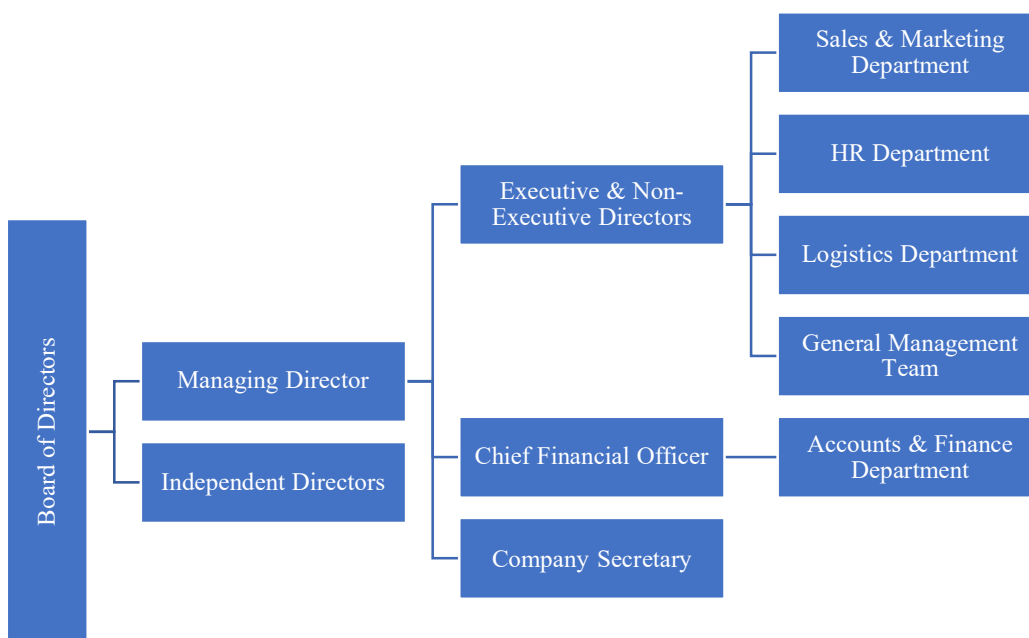 Board of Directors
Managing Director
Independent Directors
Executive & Non-
Executive Directors
Chief Financial Officer
Company Secretary
Sales & Marketing
Department
HR Department
Logistics Department
General Management
Team
Accounts & Finance
Department